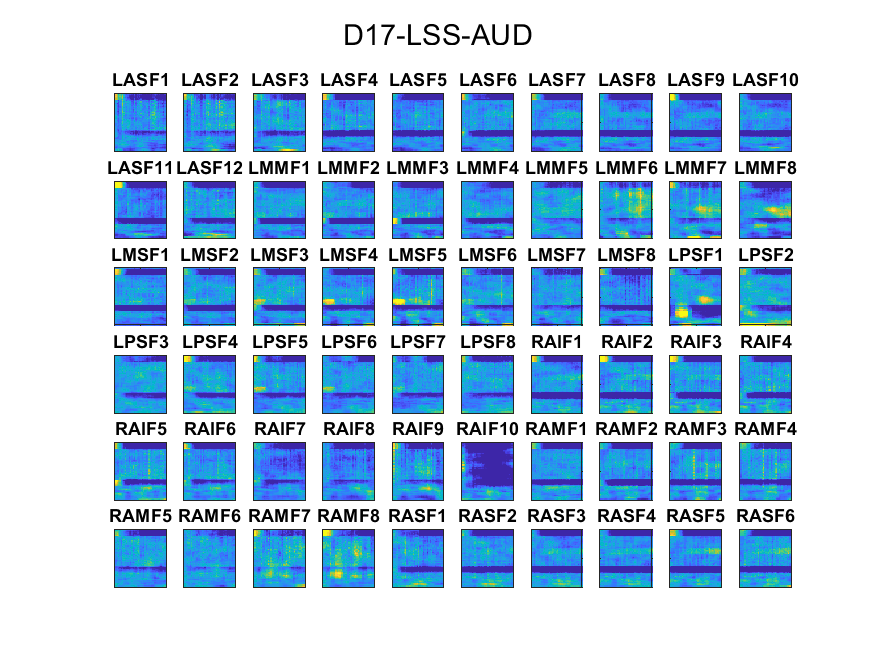 D17-LSS-AUD
LASF1 LASF2 LASF3 LASF4 LASF5 LASF6 LASF7 LASF8 LASF9 LASF10
LASF11 LASF12 LMMF1 LMMF2 LMMF3 LMMF4 LMMF5 LMMF6 LMMF7 LMMF8
LMSF1 LMSF2 LMSF3 LMSF4 LMSF5 LMSF6 LMSF7 LMSF8 LPSF1 LPSF2
LPSF3 LPSF4 LPSF5 LPSF6 LPSF7 LPSF8 RAIF1 RAIF2 RAIF3 RAIF4
RAIF5 RAIF6 RAIF7 RAIF8 RAIF9 RAIF10 RAMF1 RAMF2 RAMF3 RAMF4
RAMF5 RAMF6 RAMF7 RAMF8 RASF1 RASF2 RASF3 RASF4 RASF5 RASF6